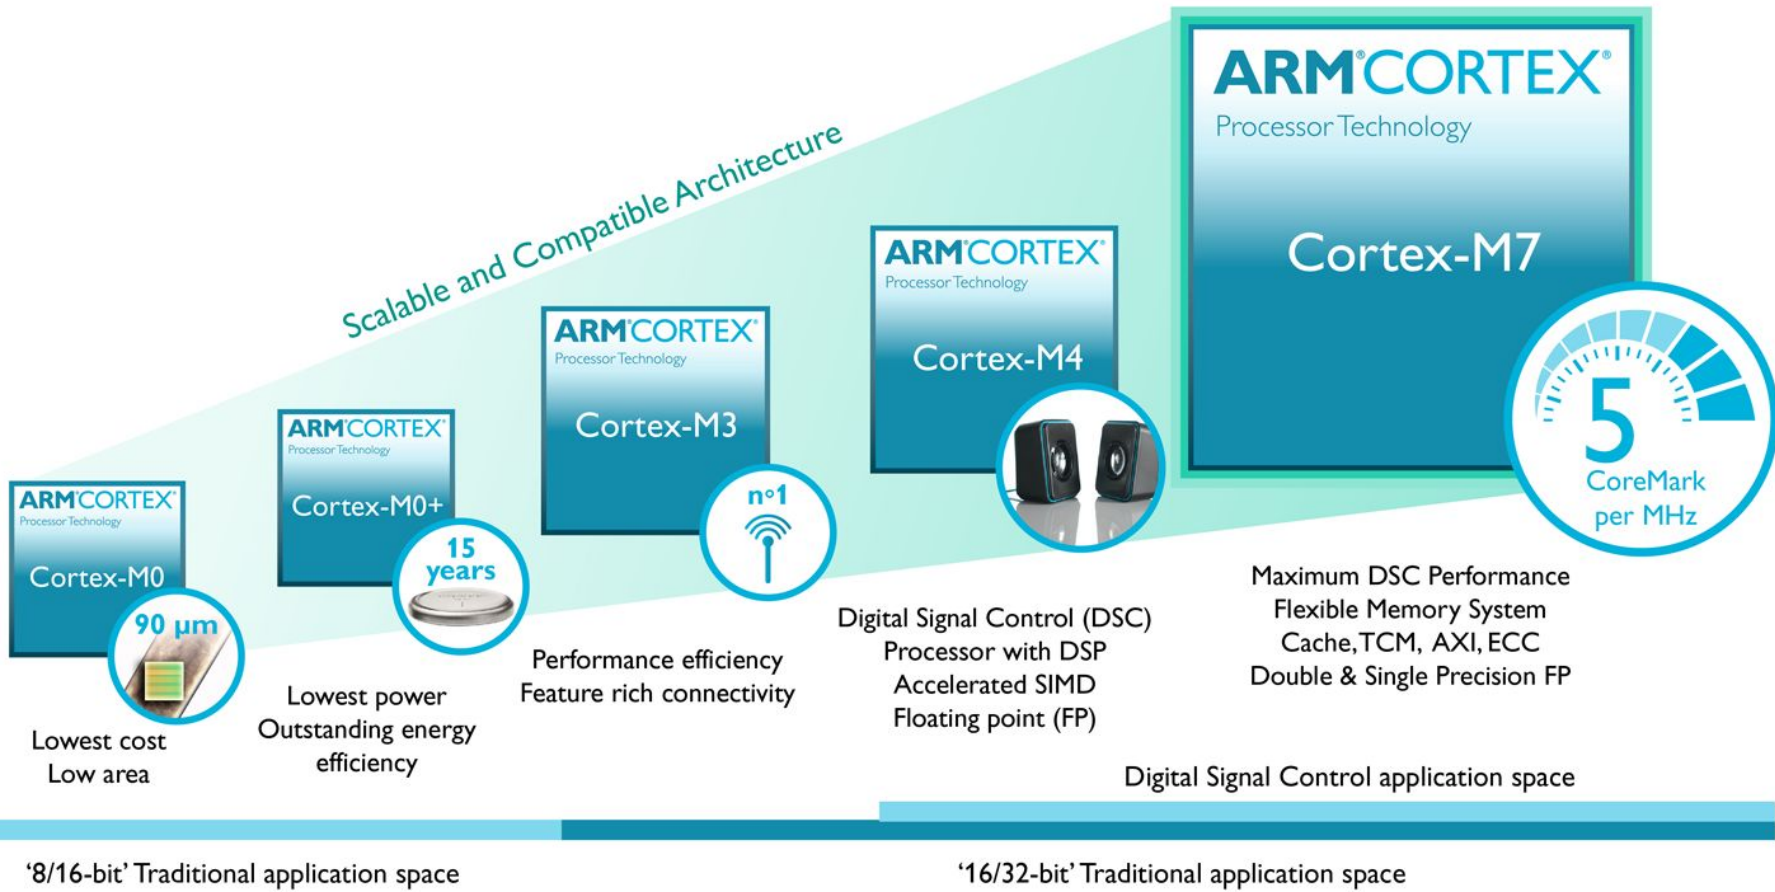 Scalable and Compatible Architecture
ARM®CORTEX®
Processor Technology
Cortex-M0
90 µm
Lowest cost
Low area
ARM®CORTEX®
Processor Technology
Cortex-M0+
15
years
Lowest power
Outstanding energy
efficiency
ARM®CORTEX®
Processor Technology
Cortex-M3
nº1
Performance efficiency
Feature rich connectivity
ARM®CORTEX®
Processor Technology
Cortex-M4
Digital Signal Control (DSC)
Processor with DSP
Accelerated SIMD
Floating point (FP)
ARM®CORTEX®
Processor Technology
Cortex-M7
5
CoreMark
per MHz
Maximum DSC Performance
Flexible Memory System
Cache, TCM, AXI, ECC
Double & Single Precision FP
Digital Signal Control application space
‘8/16-bit’ Traditional application space
‘16/32-bit’ Traditional application space